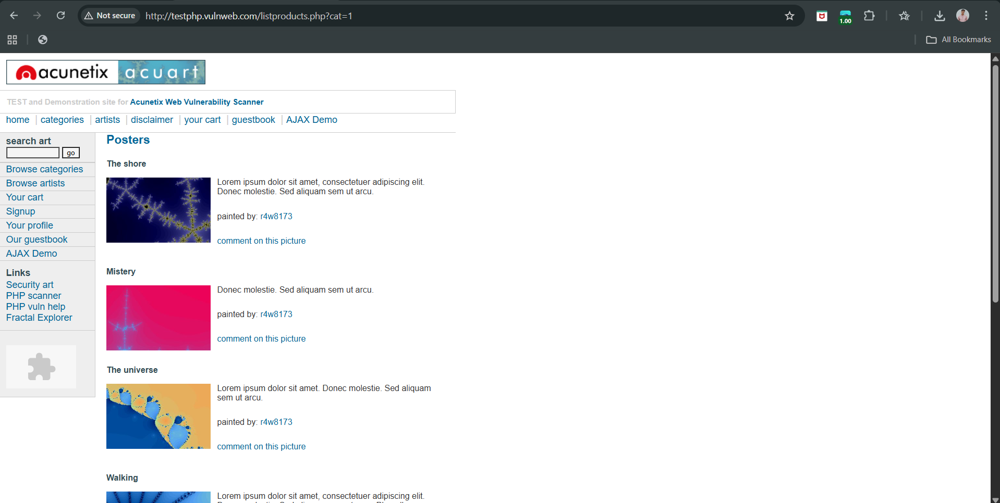 Not secure
http://testphp.vulnweb.com/listproducts.php?cat=1
1.00
All Bookmarks
acunetix acuart
TEST and Demonstration site for Acunetix Web Vulnerability Scanner
home categories artists disclaimer your cart guestbook AJAX Demo
search art
go
Browse categories
Browse artists
Your cart
Signup
Your profile
Our guestbook
AJAX Demo
Links
Security art
PHP scanner
PHP vuln help
Fractal Explorer
Posters
The shore
Lorem ipsum dolor sit amet, consectetuer adipiscing elit.
Donec molestie. Sed aliquam sem ut arcu.
painted by: r4w8173
comment on this picture
Mistery
Donec molestie. Sed aliquam sem ut arcu.
painted by: r4w8173
comment on this picture
The universe
Lorem ipsum dolor sit amet. Donec molestie. Sed aliquam
sem ut arcu.
painted by: r4w8173
comment on this picture
Walking
Lorem ipsum dolor sit amet, consectetuer adipiscing elit.